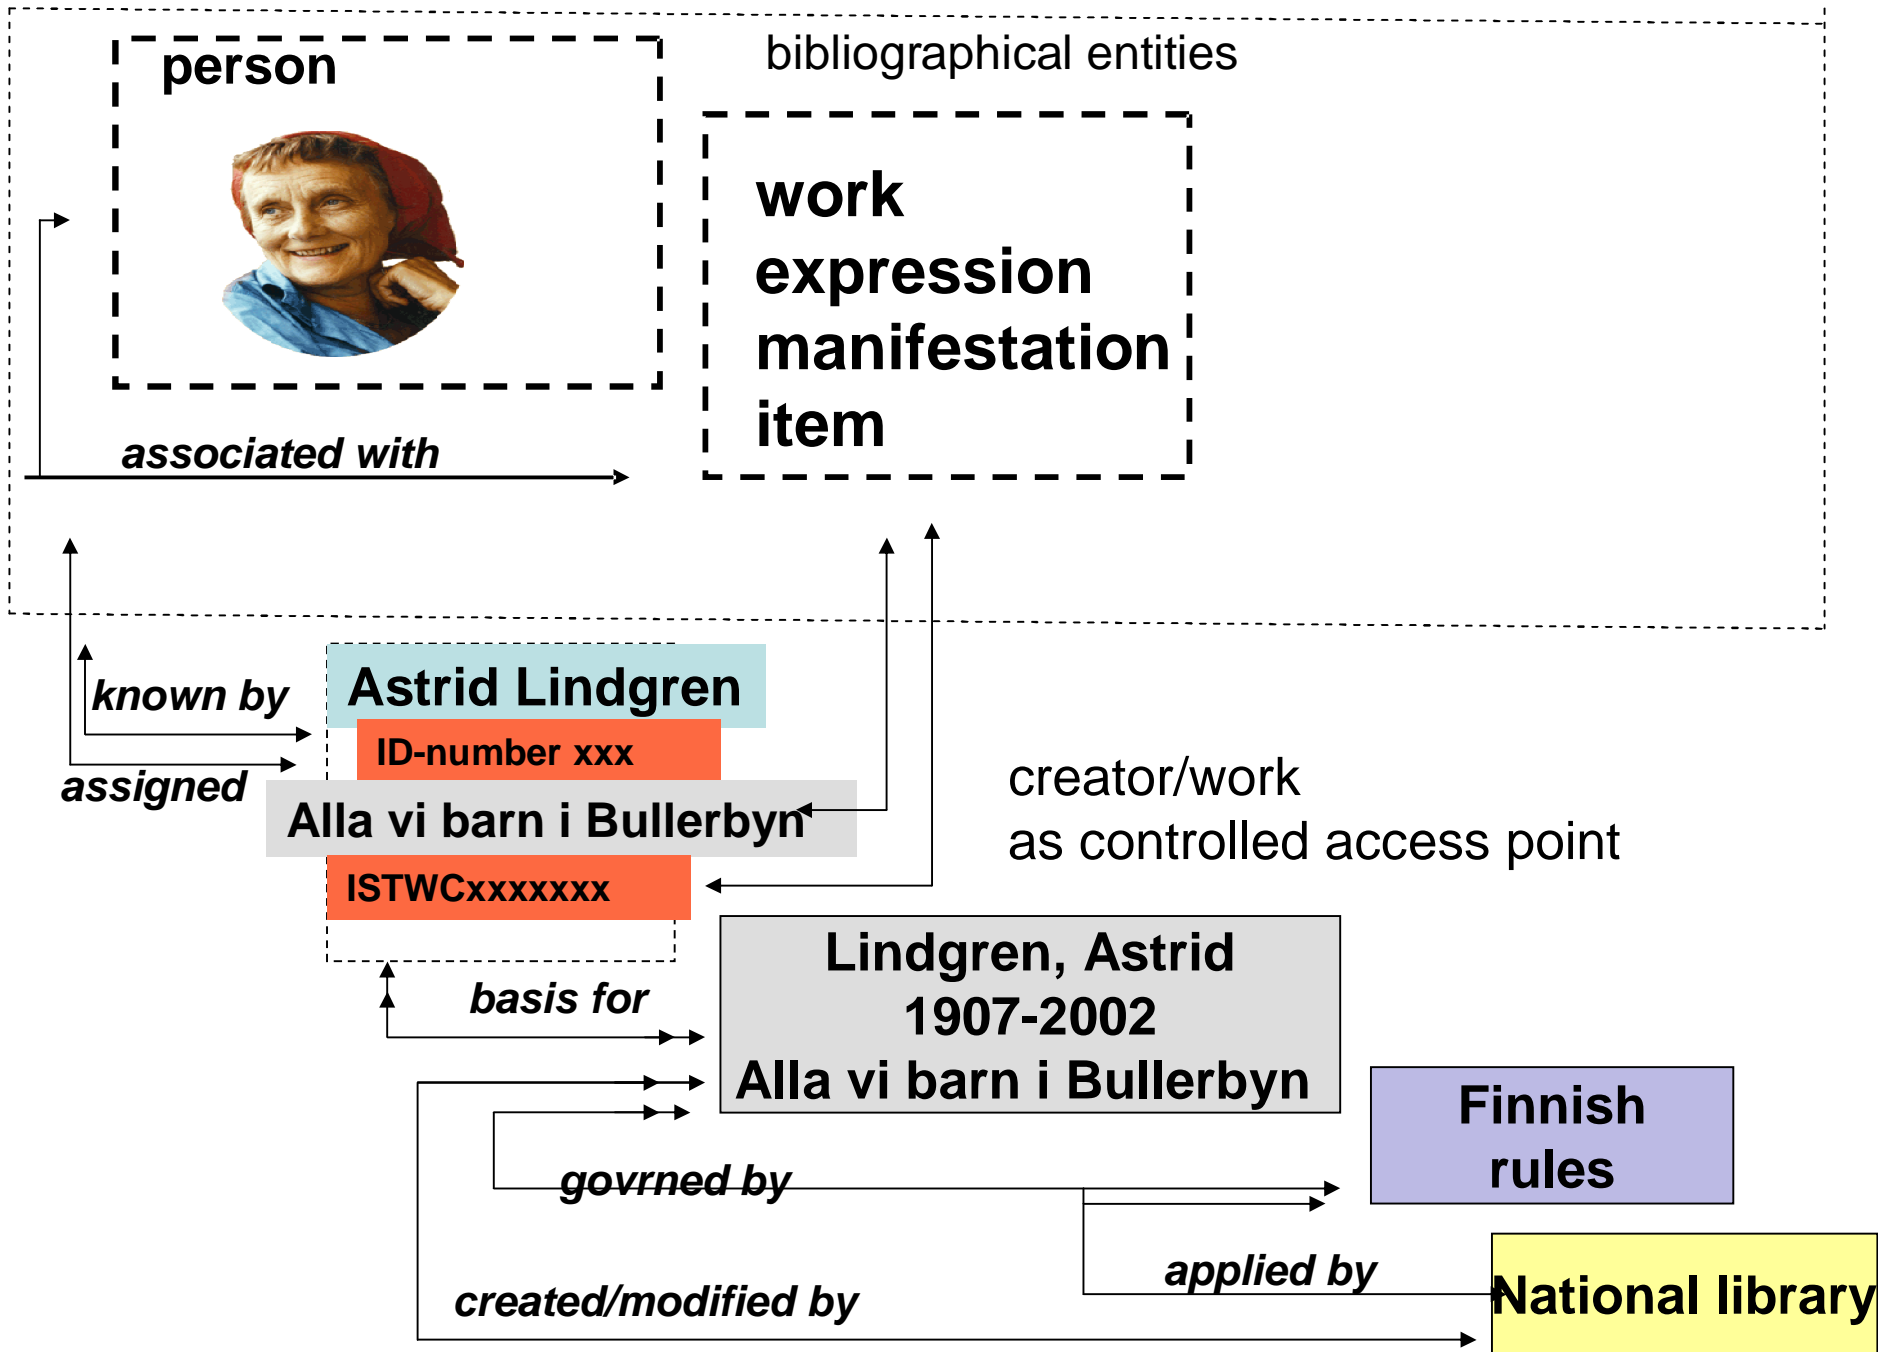 person
bibliographical entities
work
expression
manifestation
item
associated with
known by
Astrid Lindgren
ID-number xxx
assigned
Alla vi barn i Bullerbyn
ISTWCxxxxxxx
creator/work
as controlled access point
basis for
Lindgren, Astrid
1907-2002
Alla vi barn i Bullerbyn
Finnish
rules
govrned by
applied by
National library
created/modified by